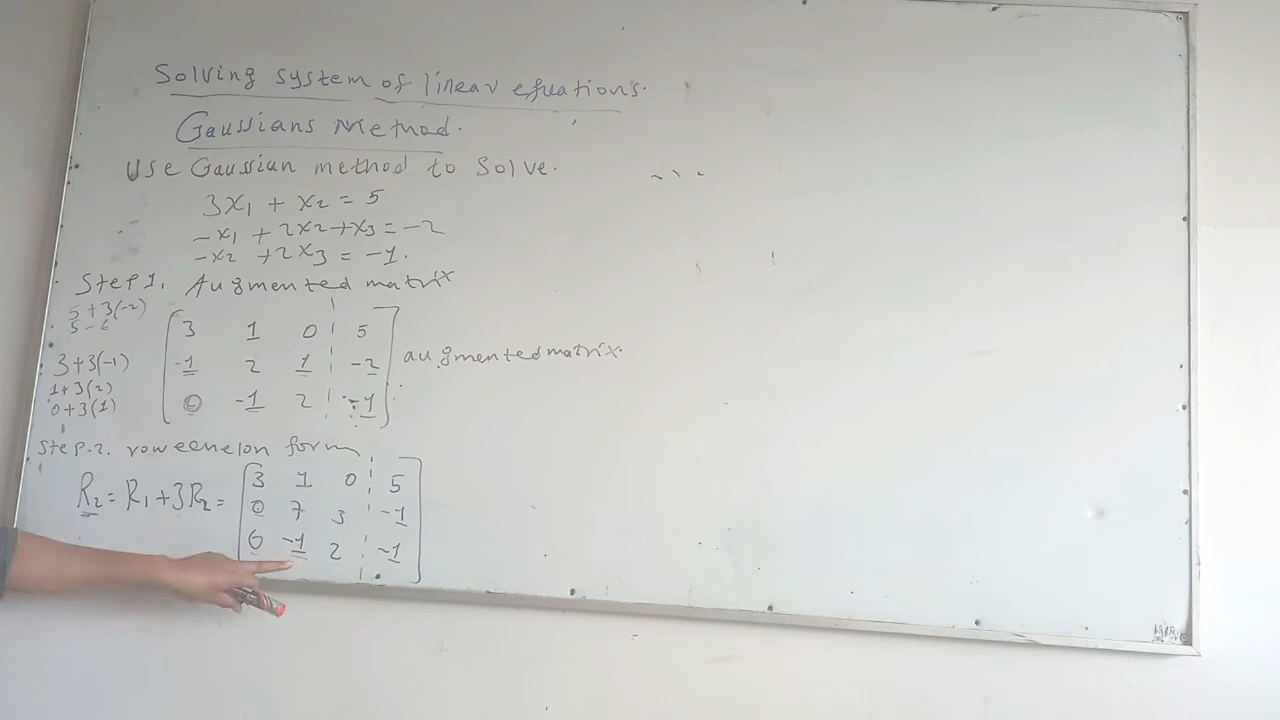 Solving system of linear equations.
Gaussians Method.
Use Gaussian method to solve.
3x₁ + x₂ = 5
-x₁ + 2x₂ + x₃ = -2
-x₂ + 2x₃ = -1.
Step 1. Augmented matrix
5 + 3(-2)
5 - 6
3 + 3(-1)
1 + 3(2)
0 + 3(1)
3 1 0 5
-1 2 1 -2 augmented matrix.
0 -1 2 -1
Step.2. row echelon form
R₂ = R₁ + 3R₂ =
3 1 0 5
0 7 3 -1
0 -1 2 -1